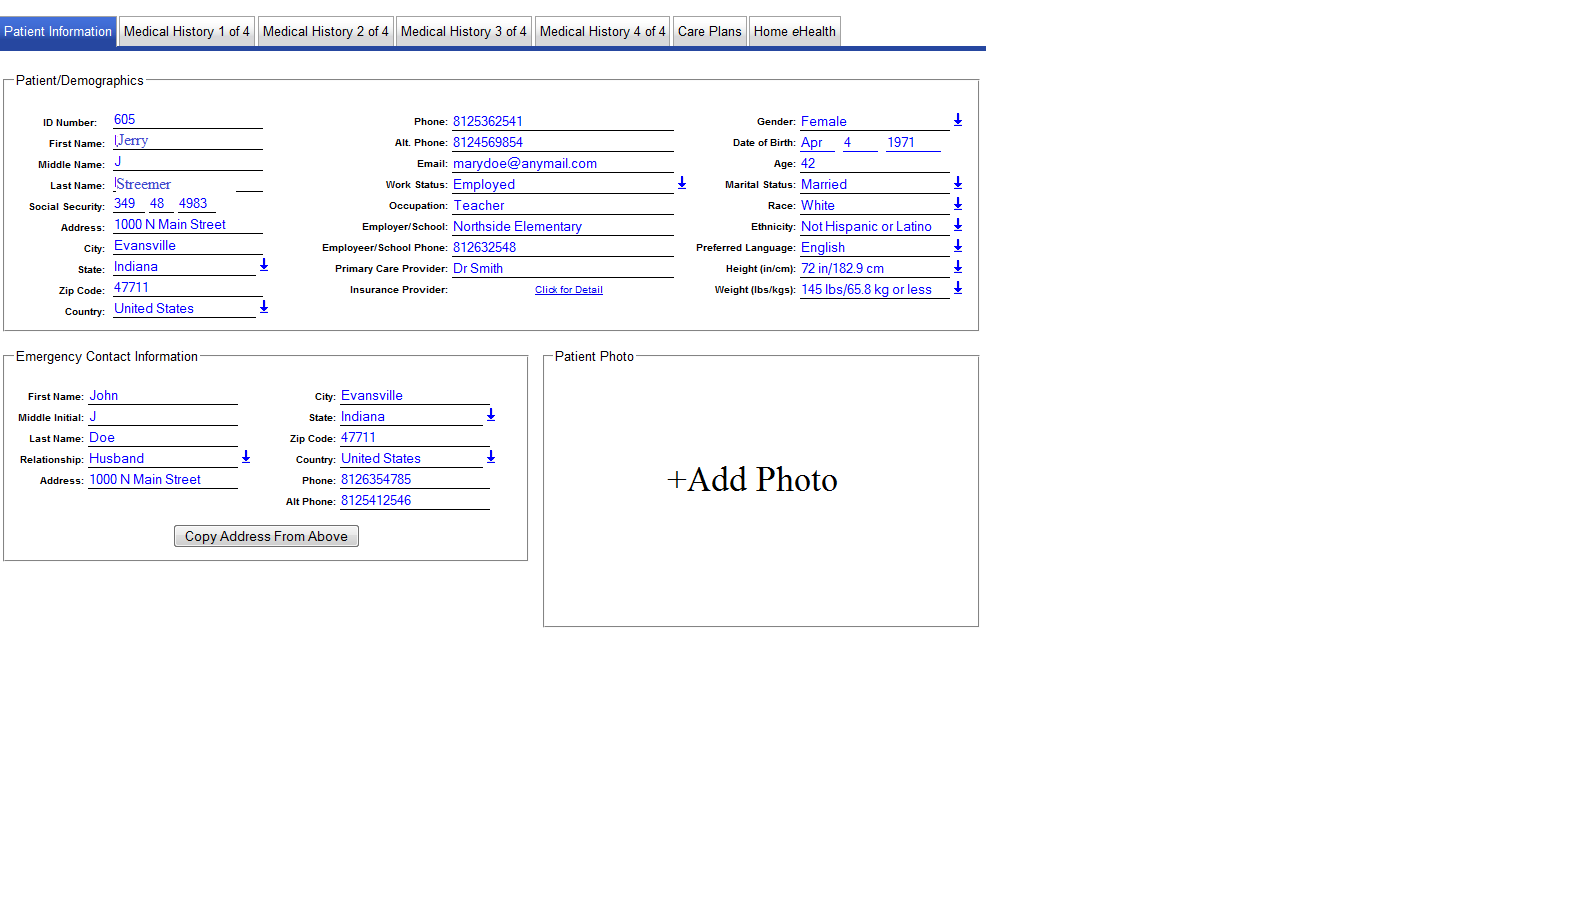 Patient Information Medical History 1 of 4 Medical History 2 of 4 Medical History 3 of 4 Medical History 4 of 4 Care Plans Home eHealth
Patient/Demographics
ID Number: 605
First Name: Jerry
Middle Name: J
Last Name: Streemer
Social Security: 349 48 4983
Address: 1000 N Main Street
City: Evansville
State: Indiana
Zip Code: 47711
Country: United States
Phone: 8125362541
Alt. Phone: 8124569854
Email: marydoe@anymail.com
Work Status: Employed
Occupation: Teacher
Employer/School: Northside Elementary
Employeer/School Phone: 812632548
Primary Care Provider: Dr Smith
Insurance Provider: Click for Detail
Gender: Female
Date of Birth: Apr 4 1971
Age: 42
Marital Status: Married
Race: White
Ethnicity: Not Hispanic or Latino
Preferred Language: English
Height (in/cm): 72 in/182.9 cm
Weight (lbs/kgs): 145 lbs/65.8 kg or less
Emergency Contact Information
First Name: John
Middle Initial: J
Last Name: Doe
Relationship: Husband
Address: 1000 N Main Street
City: Evansville
State: Indiana
Zip Code: 47711
Country: United States
Phone: 8126354785
Alt Phone: 8125412546
Copy Address From Above
Patient Photo
+Add Photo